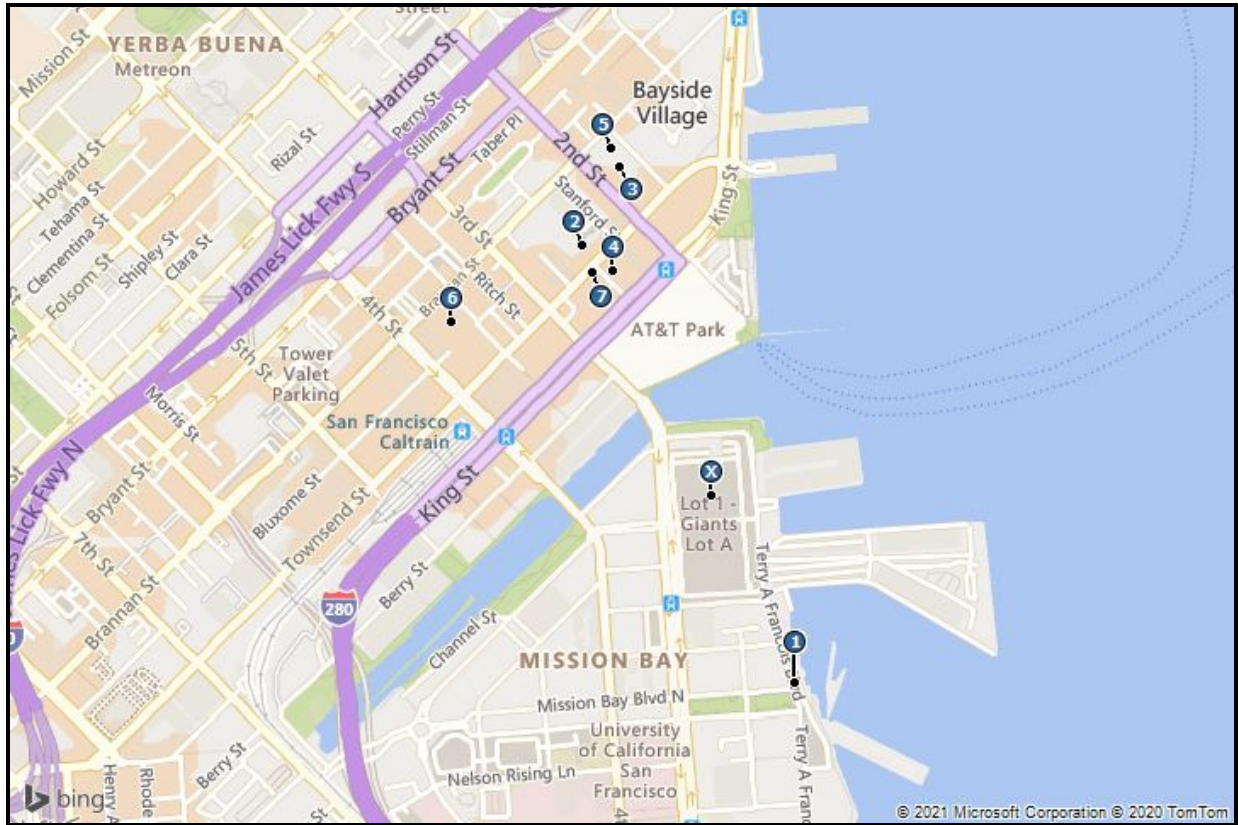 Street
YERBA BUENA
Metreon
Mission St
Harrison St
Perry St
Stillman St
Taber Pl
Bayside
Village
Rizal St
Howard St
Tehama St
Clementina St
Folsom St
Shipley St
Clara St
James Lick Fwy S
Bryant St
2nd St
Stanford S
3rd St
King St
5
3
2
4
7
6
Ritch St
4th St
5th St
AT&T Park
Tower
Valet
Parking
Morris St
San Francisco
Caltrain
King St
X
Lot 1 -
Giants
Lot A
Bryant St
Bluxome St
Townsend St
7th St
Brannan St
Berry St
280
Channel St
Terry A Francois Blvd
1
MISSION BAY
Mission Bay Blvd N
University
of California
San
Francisco
Nelson Rising Ln
Terry A Franc
Berry St
Henry A
Rhode
St
bing
© 2021 Microsoft Corporation © 2020 TomTom